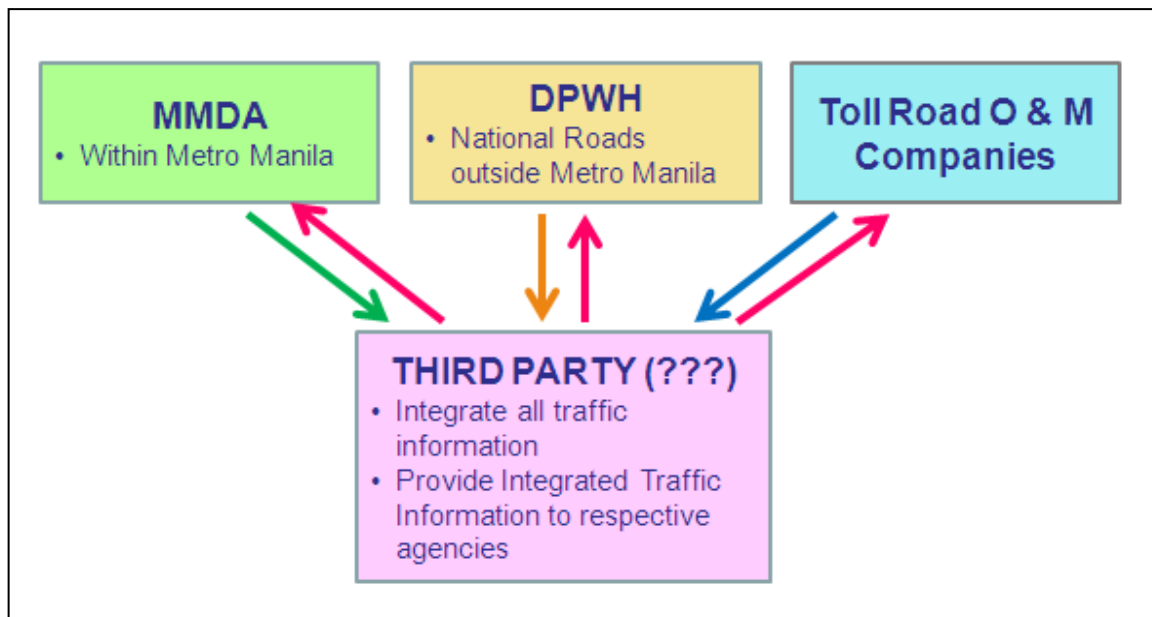 MMDA
• Within Metro Manila
DPWH
• National Roads
outside Metro Manila
Toll Road O & M
Companies
THIRD PARTY (???)
• Integrate all traffic
information
• Provide Integrated Traffic
Information to respective
agencies